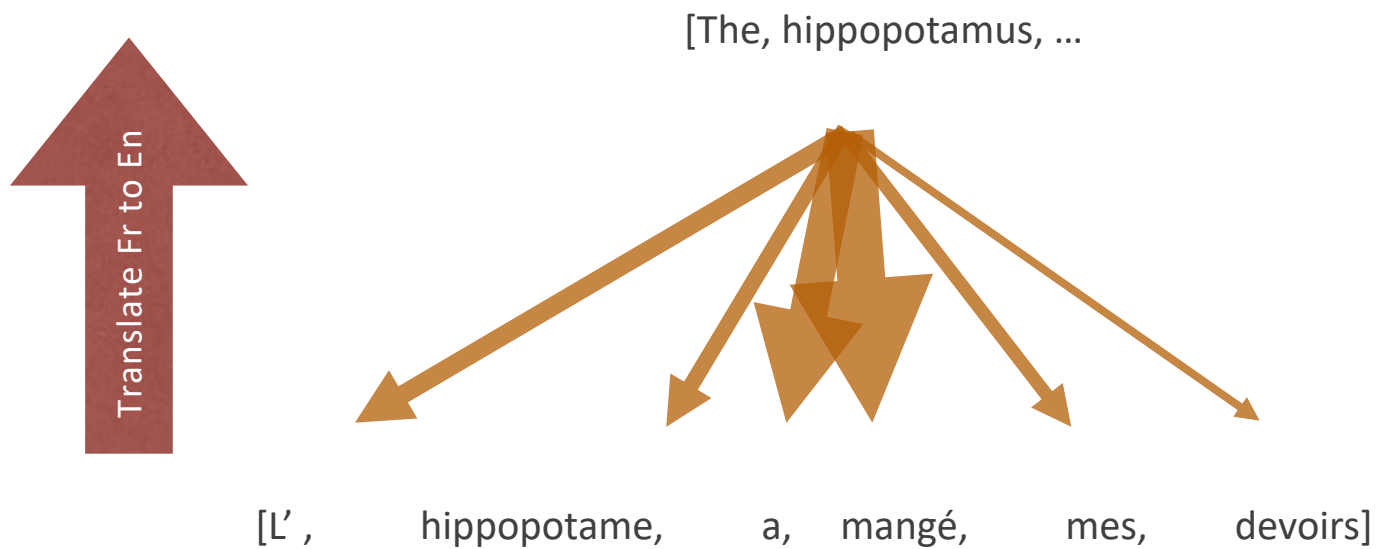 [The, hippopotamus, …
Translate Fr to En
[L’ , hippopotame, a, mangé, mes, devoirs]